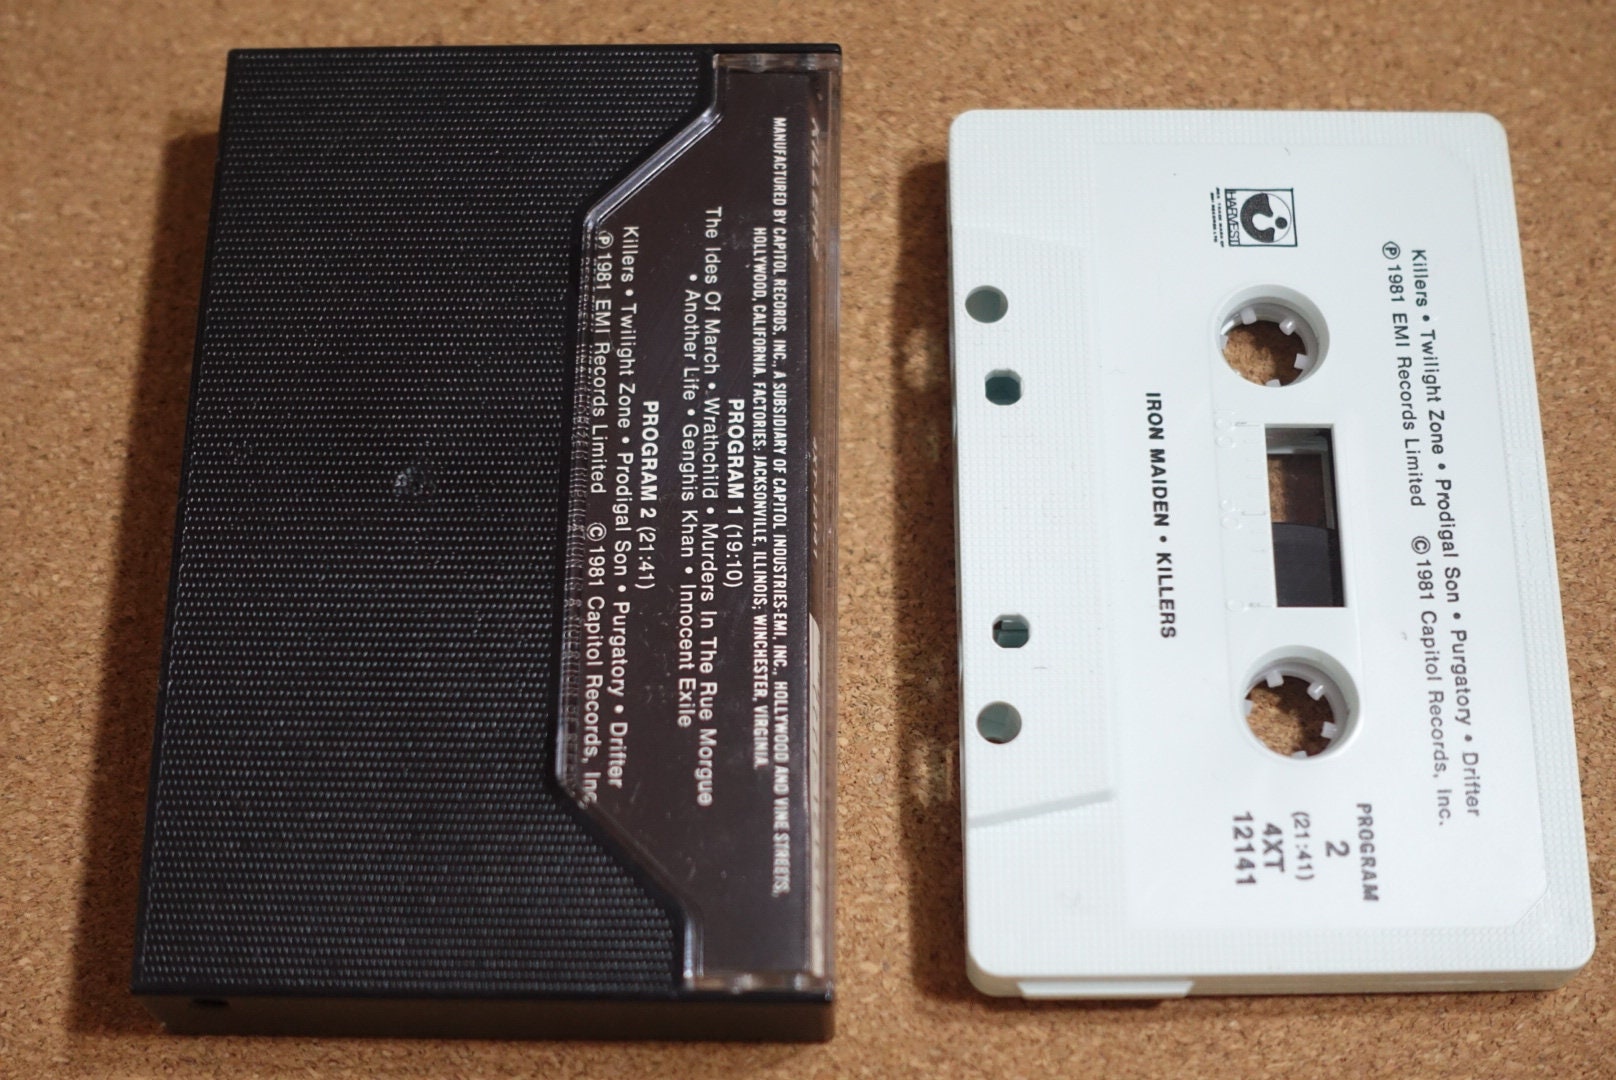 MANUFACTURED BY CAPITOL RECORDS, INC., A SUBSIDIARY OF CAPITOL INDUSTRIES-EMI, INC., HOLLYWOOD AND VINE STREETS,
HOLLYWOOD, CALIFORNIA. FACTORIES: JACKSONVILLE, ILLINOIS; WINCHESTER, VIRGINIA.
PROGRAM 1 (19:10)
The Ides Of March • Wrathchild • Murders In The Rue Morgue
• Another Life • Genghis Khan • Innocent Exile
PROGRAM 2 (21:41)
Killers • Twilight Zone • Prodigal Son • Purgatory • Drifter
℗ 1981 EMI Records Limited © 1981 Capitol Records, Inc.
Killers • Twilight Zone • Prodigal Son • Purgatory • Drifter
℗ 1981 EMI Records Limited © 1981 Capitol Records, Inc.
HARVEST
PROGRAM
2
(21:41)
4XT
12141
IRON MAIDEN • KILLERS